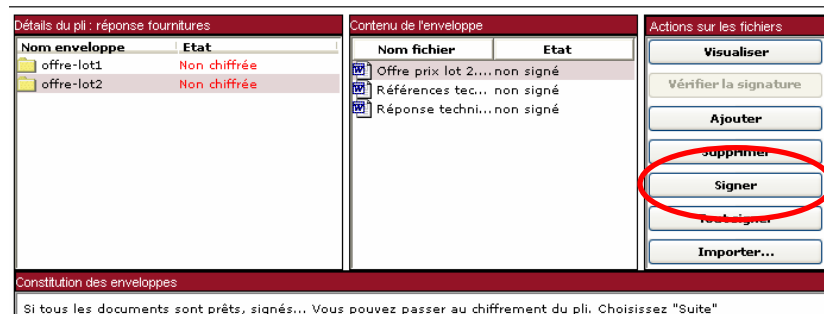 Détails du pli : réponse fournitures
Nom enveloppe Etat
offre-lot1 Non chiffrée
offre-lot2 Non chiffrée
Contenu de l'enveloppe
Nom fichier Etat
Offre prix lot 2.... non signé
Références tec... non signé
Réponse techni... non signé
Actions sur les fichiers
Visualiser
Vérifier la signature
Ajouter
Supprimer
Signer
Tout signer
Importer...
Constitution des enveloppes
Si tous les documents sont prêts, signés... Vous pouvez passer au chiffrement du pli. Choisissez "Suite"